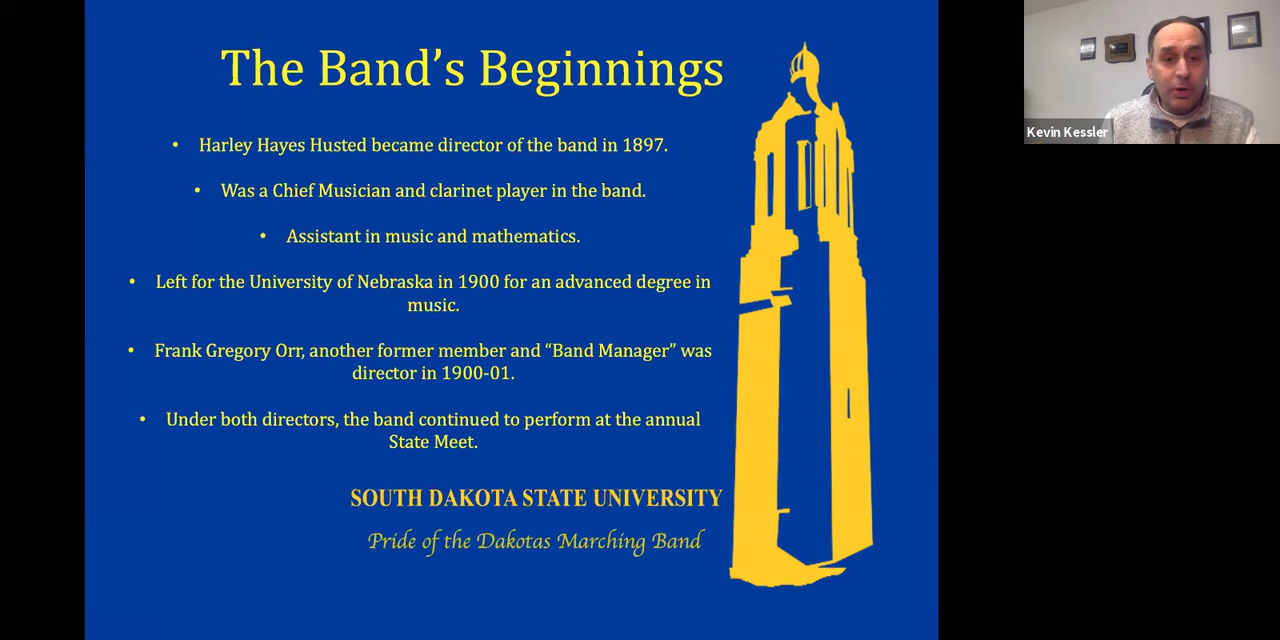 The Band’s Beginnings
• Harley Hayes Husted became director of the band in 1897.
• Was a Chief Musician and clarinet player in the band.
• Assistant in music and mathematics.
• Left for the University of Nebraska in 1900 for an advanced degree in
music.
• Frank Gregory Orr, another former member and “Band Manager” was
director in 1900-01.
• Under both directors, the band continued to perform at the annual
State Meet.
SOUTH DAKOTA STATE UNIVERSITY
Pride of the Dakotas Marching Band
Kevin Kessler